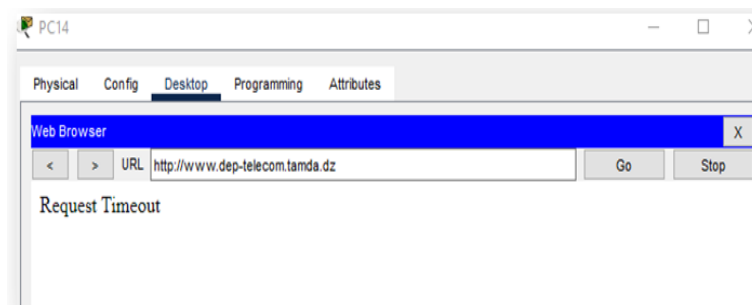 PC14
Physical Config Desktop Programming Attributes
Web Browser X
< > URL http://www.dep-telecom.tamda.dz Go Stop
Request Timeout